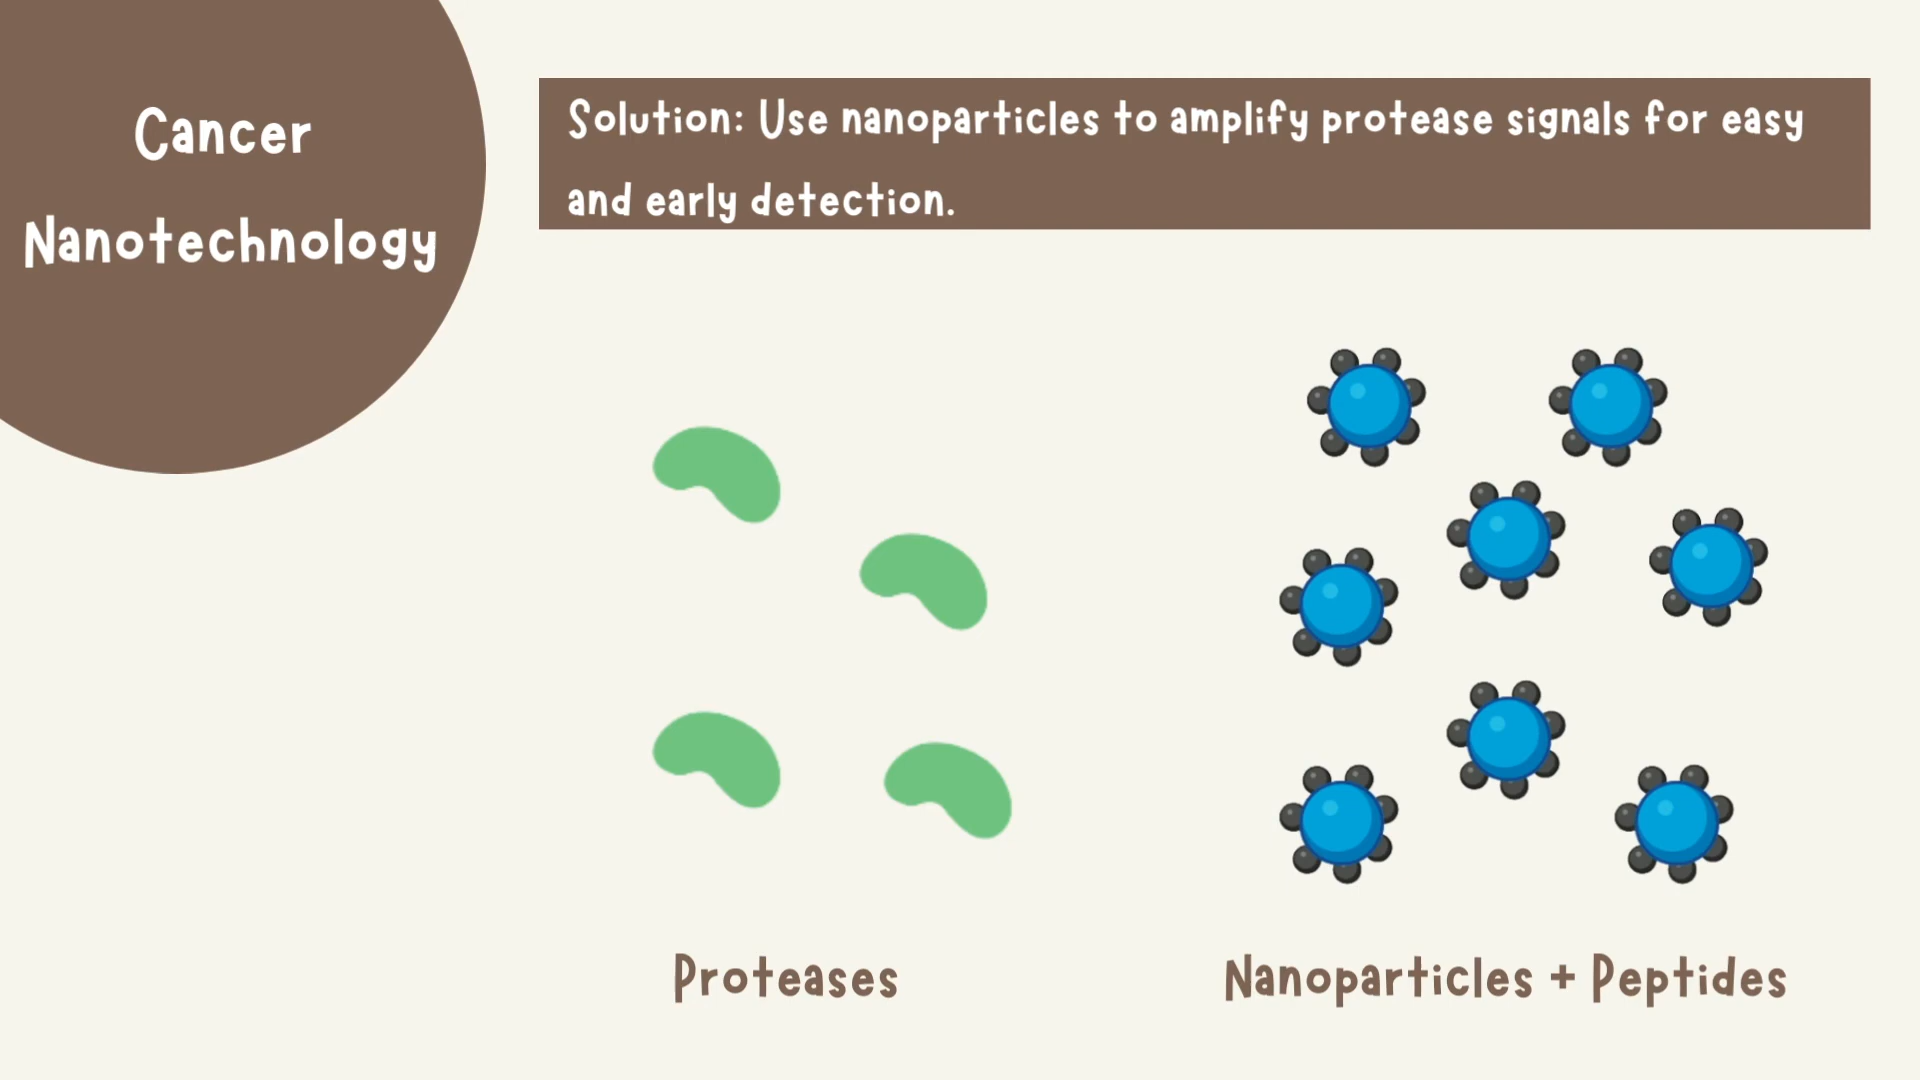 Cancer
Nanotechnology
Solution: Use nanoparticles to amplify protease signals for easy
and early detection.
Proteases
Nanoparticles + Peptides